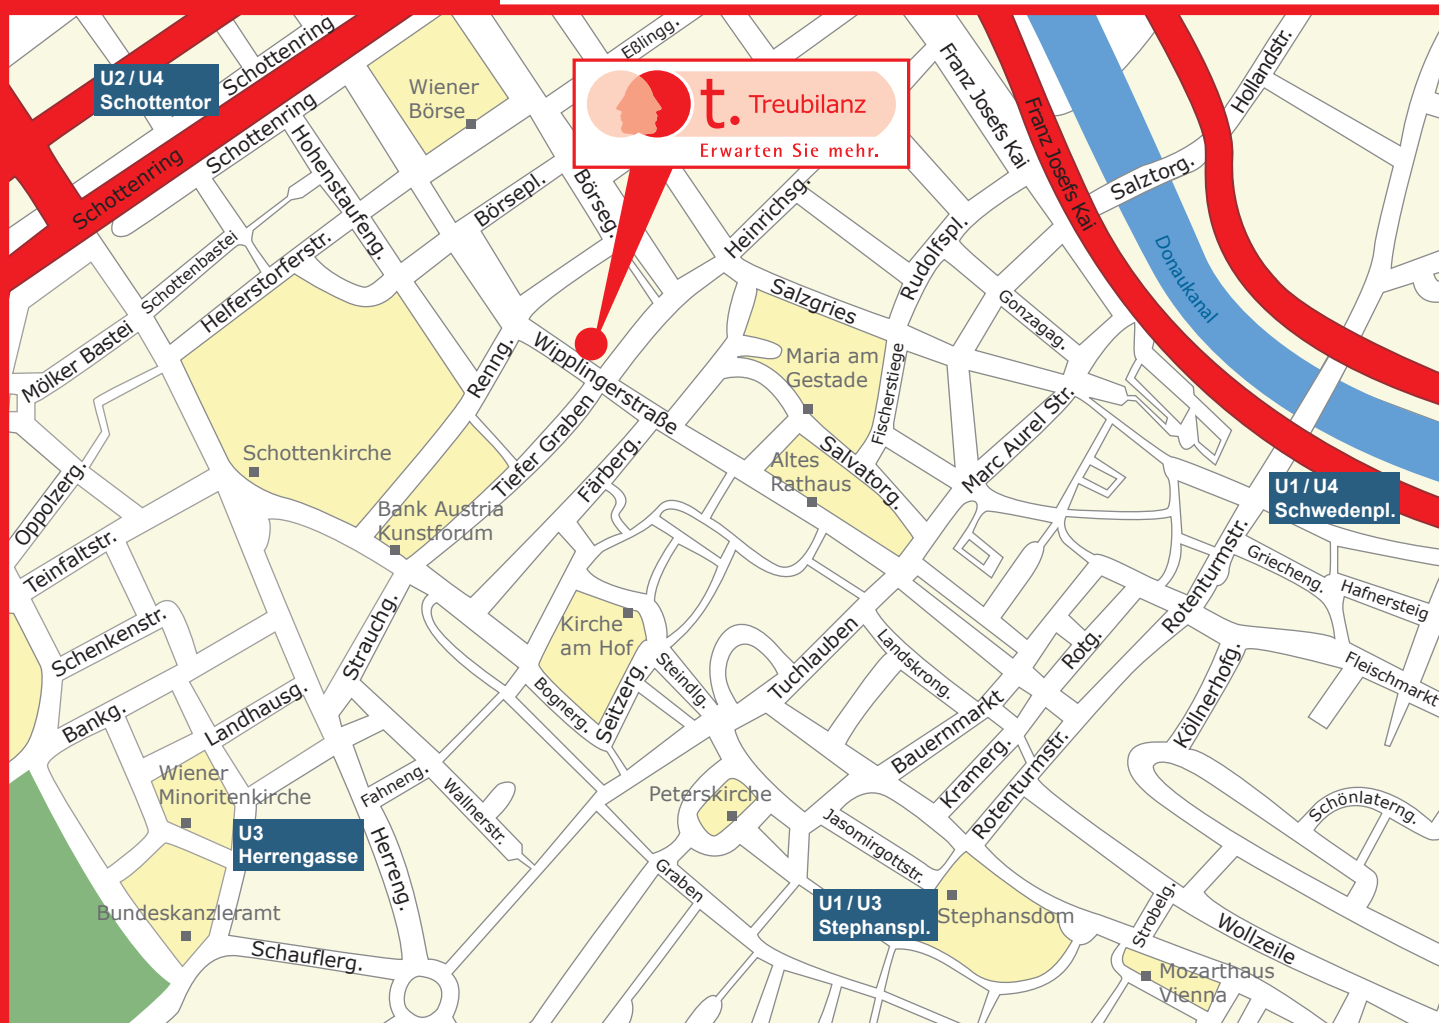 Eßlingg.
Schottenring
U2 / U4
Schottentor
Wiener
Börse
t. Treubilanz
Erwarten Sie mehr.
Franz Josefs Kai
Hollandstr.
Schottenring
Hohenstaufeng.
Franz Josefs Kai
Schottenring
Börsepl.
Börseg.
Heinrichsg.
Salztorg.
Rudolfspl.
Donaukanal
Schottenbastei
Helferstorferstr.
Salzgries
Gonzagag.
Mölker Bastei
Renng.
Wipplingerstraße
Maria am
Gestade
Fischerstiege
Marc Aurel Str.
Schottenkirche
Tiefer Graben
Färberg.
Altes
Rathaus
Salvatorg.
U1 / U4
Schwedenpl.
Oppolzerg.
Bank Austria
Kunstforum
Teinfaltstr.
Rotenturmstr.
Griecheng.
Hafnersteig
Schenkenstr.
Strauchg.
Kirche
am Hof
Steindlg.
Tuchlauben
Landskrong.
Rotg.
Köllnerhofg.
Fleischmarkt
Bankg.
Landhausg.
Bognerg.
Seitzerg.
Bauernmarkt
Kramerg.
Rotenturmstr.
Wiener
Minoritenkirche
Fahneng.
Wallnerstr.
Peterskirche
Jasomirgottstr.
Schönlaterng.
U3
Herrengasse
Herreng.
Graben
U1 / U3
Stephanspl.
Stephansdom
Strobelg.
Wollzeile
Bundeskanzleramt
Schauflerg.
Mozarthaus
Vienna